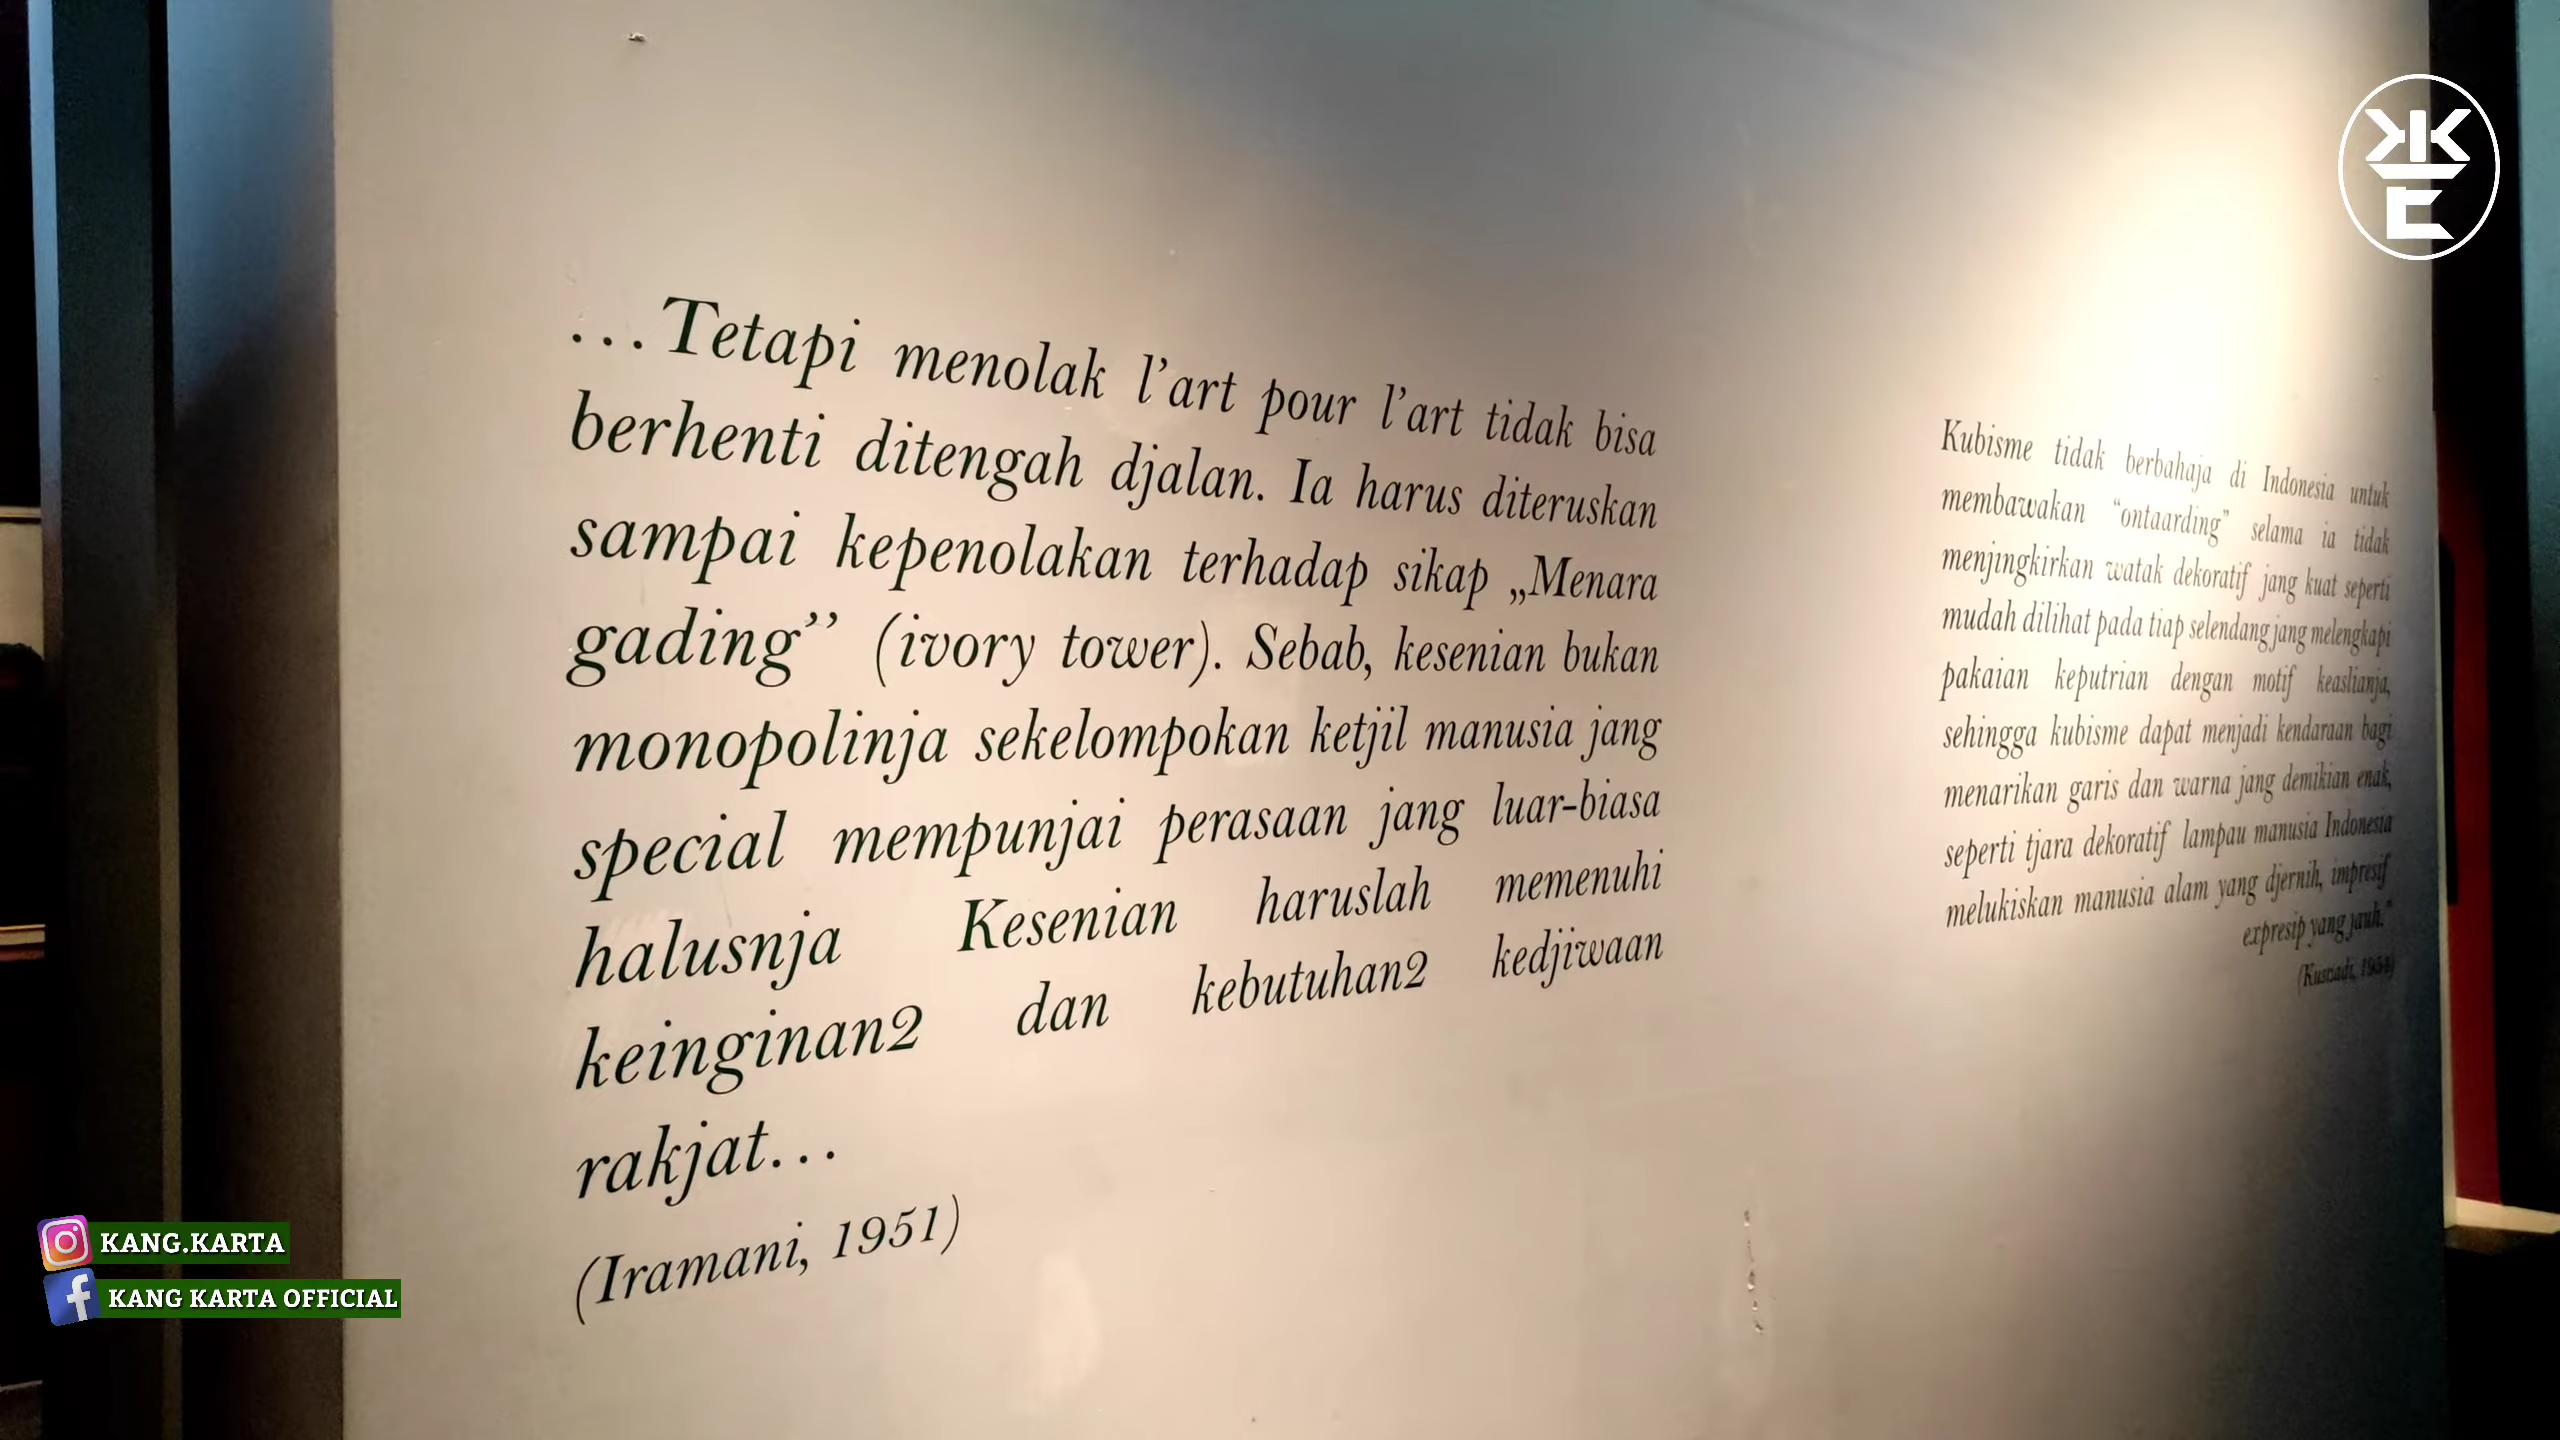 ...Tetapi menolak l'art pour l'art tidak bisa
berhenti ditengah djalan. Ia harus diteruskan
sampai kepenolakan terhadap sikap „Menara
gading’’ (ivory tower). Sebab, kesenian bukan
monopolinja sekelompokan ketjil manusia jang
special mempunjai perasaan jang luar-biasa
halusnja Kesenian haruslah memenuhi
keinginan2 dan kebutuhan2 kedjiwaan
rakjat...
(Iramani, 1951)
Kubisme tidak berbahaja di Indonesia untuk
membawakan “ontaarding” selama ia tidak
menjingkirkan watak dekoratif jang kuat seperti
mudah dilihat pada tiap selendang jang melengkapi
pakaian keputrian dengan motif keaslianja,
sehingga kubisme dapat menjadi kendaraan bagi
menarikan garis dan warna jang demikian enak,
seperti tjara dekoratif lampau manusia Indonesia
melukiskan manusia alam yang djernih, impresif
expresip yang jauh.”
KANG.KARTA
KANG KARTA OFFICIAL